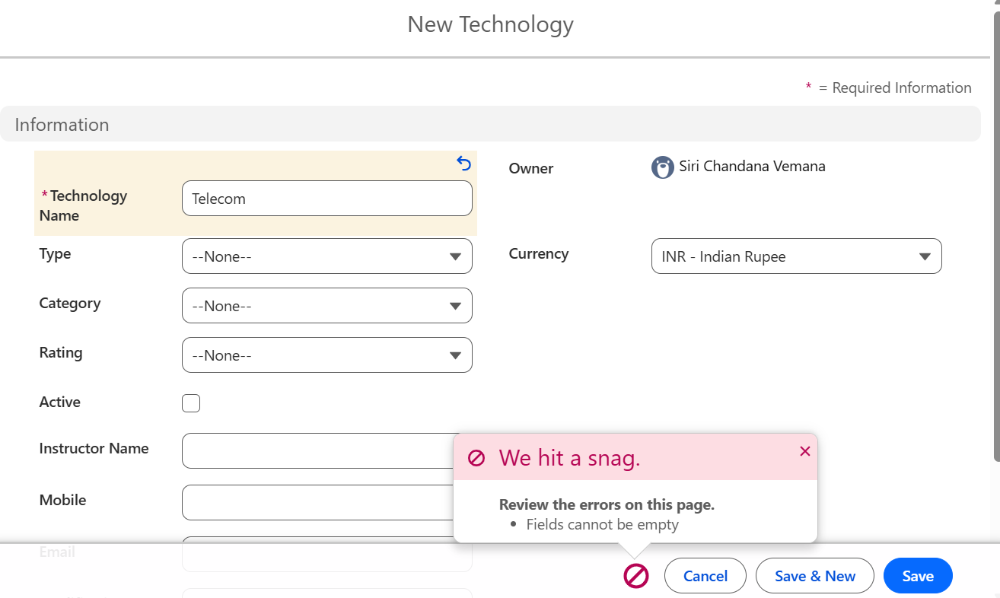 New Technology
* = Required Information
Information
*Technology Name
Telecom
Owner
Siri Chandana Vemana
Type
--None--
Currency
INR - Indian Rupee
Category
--None--
Rating
--None--
Active
Instructor Name
Mobile
Email
We hit a snag.
Review the errors on this page.
• Fields cannot be empty
Cancel
Save & New
Save